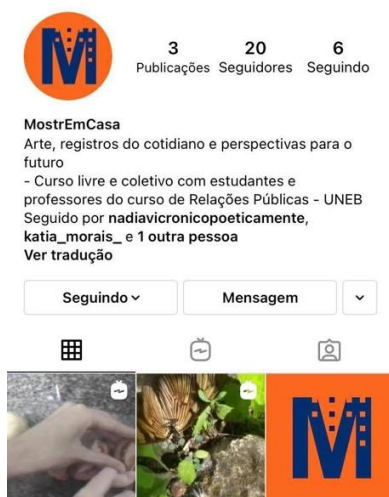 M
3 20 6
Publicações Seguidores Seguindo
MostrEmCasa
Arte, registros do cotidiano e perspectivas para o
futuro
- Curso livre e coletivo com estudantes e
professores do curso de Relações Públicas - UNEB
Seguido por nadiavicronicopoeticamente,
katia_morais_ e 1 outra pessoa
Ver tradução
Seguindo Mensagem
M